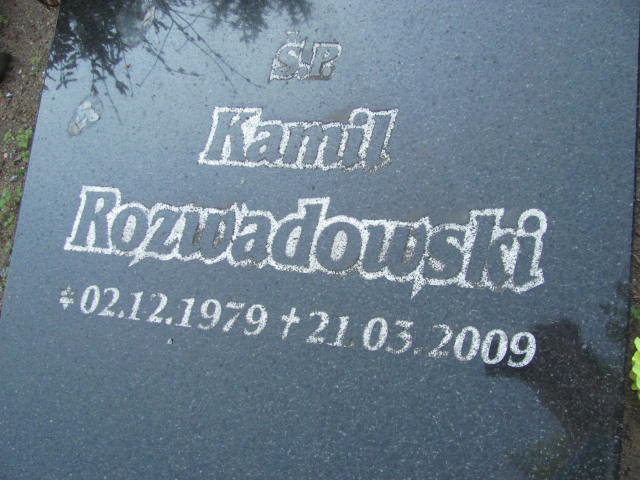 Ś.P.
Kamil
Rozwadowski
* 02.12.1979 † 21.03.2009